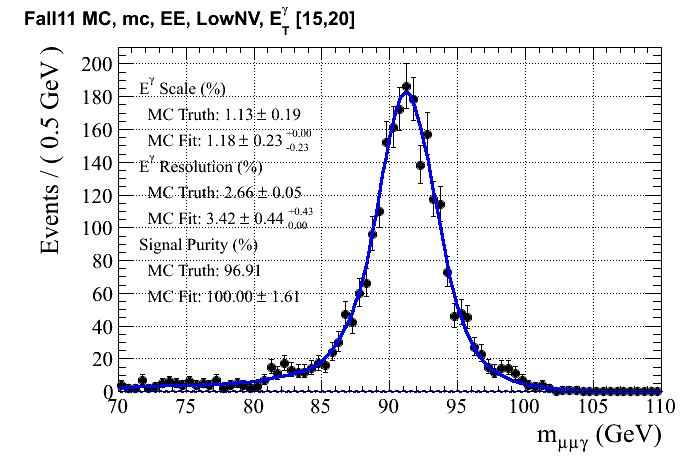 Fall11 MC, mc, EE, LowNV, E_T^γ [15,20]
Events / ( 0.5 GeV )
200
180
160
140
120
100
80
60
40
20
0
E^γ Scale (%)
MC Truth: 1.13 ± 0.19
MC Fit: 1.18 ± 0.23 +0.00 -0.23
E^γ Resolution (%)
MC Truth: 2.66 ± 0.05
MC Fit: 3.42 ± 0.44 +0.43 0.00
Signal Purity (%)
MC Truth: 96.91
MC Fit: 100.00 ± 1.61
70 75 80 85 90 95 100 105 110
m_μμγ (GeV)